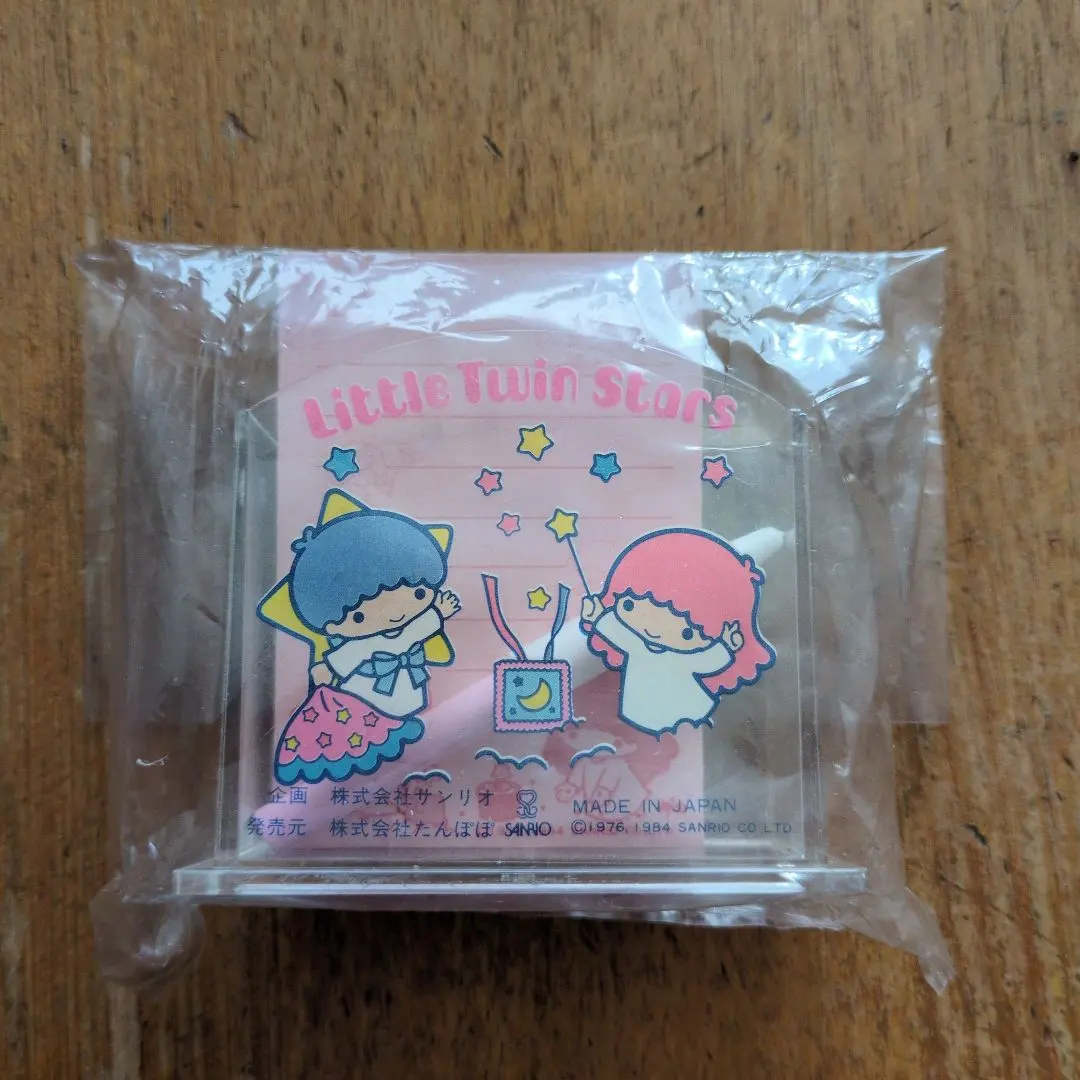 Little Twin Stars
企画 株式会社サンリオ MADE IN JAPAN
発売元 株式会社たんぽぽ SANRIO ©1976, 1984 SANRIO CO LTD